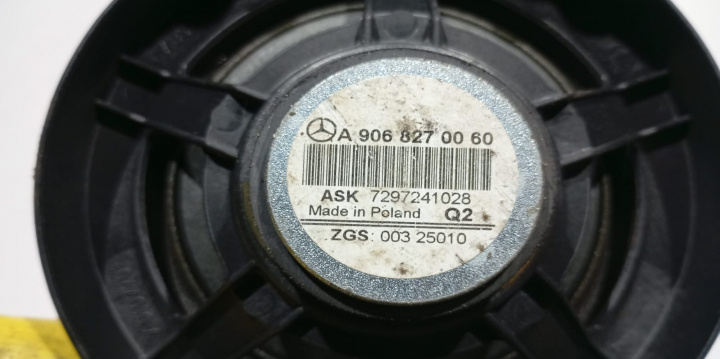 A 906 827 00 60
ASK 7297241028
Made in Poland Q2
ZGS: 003 25010